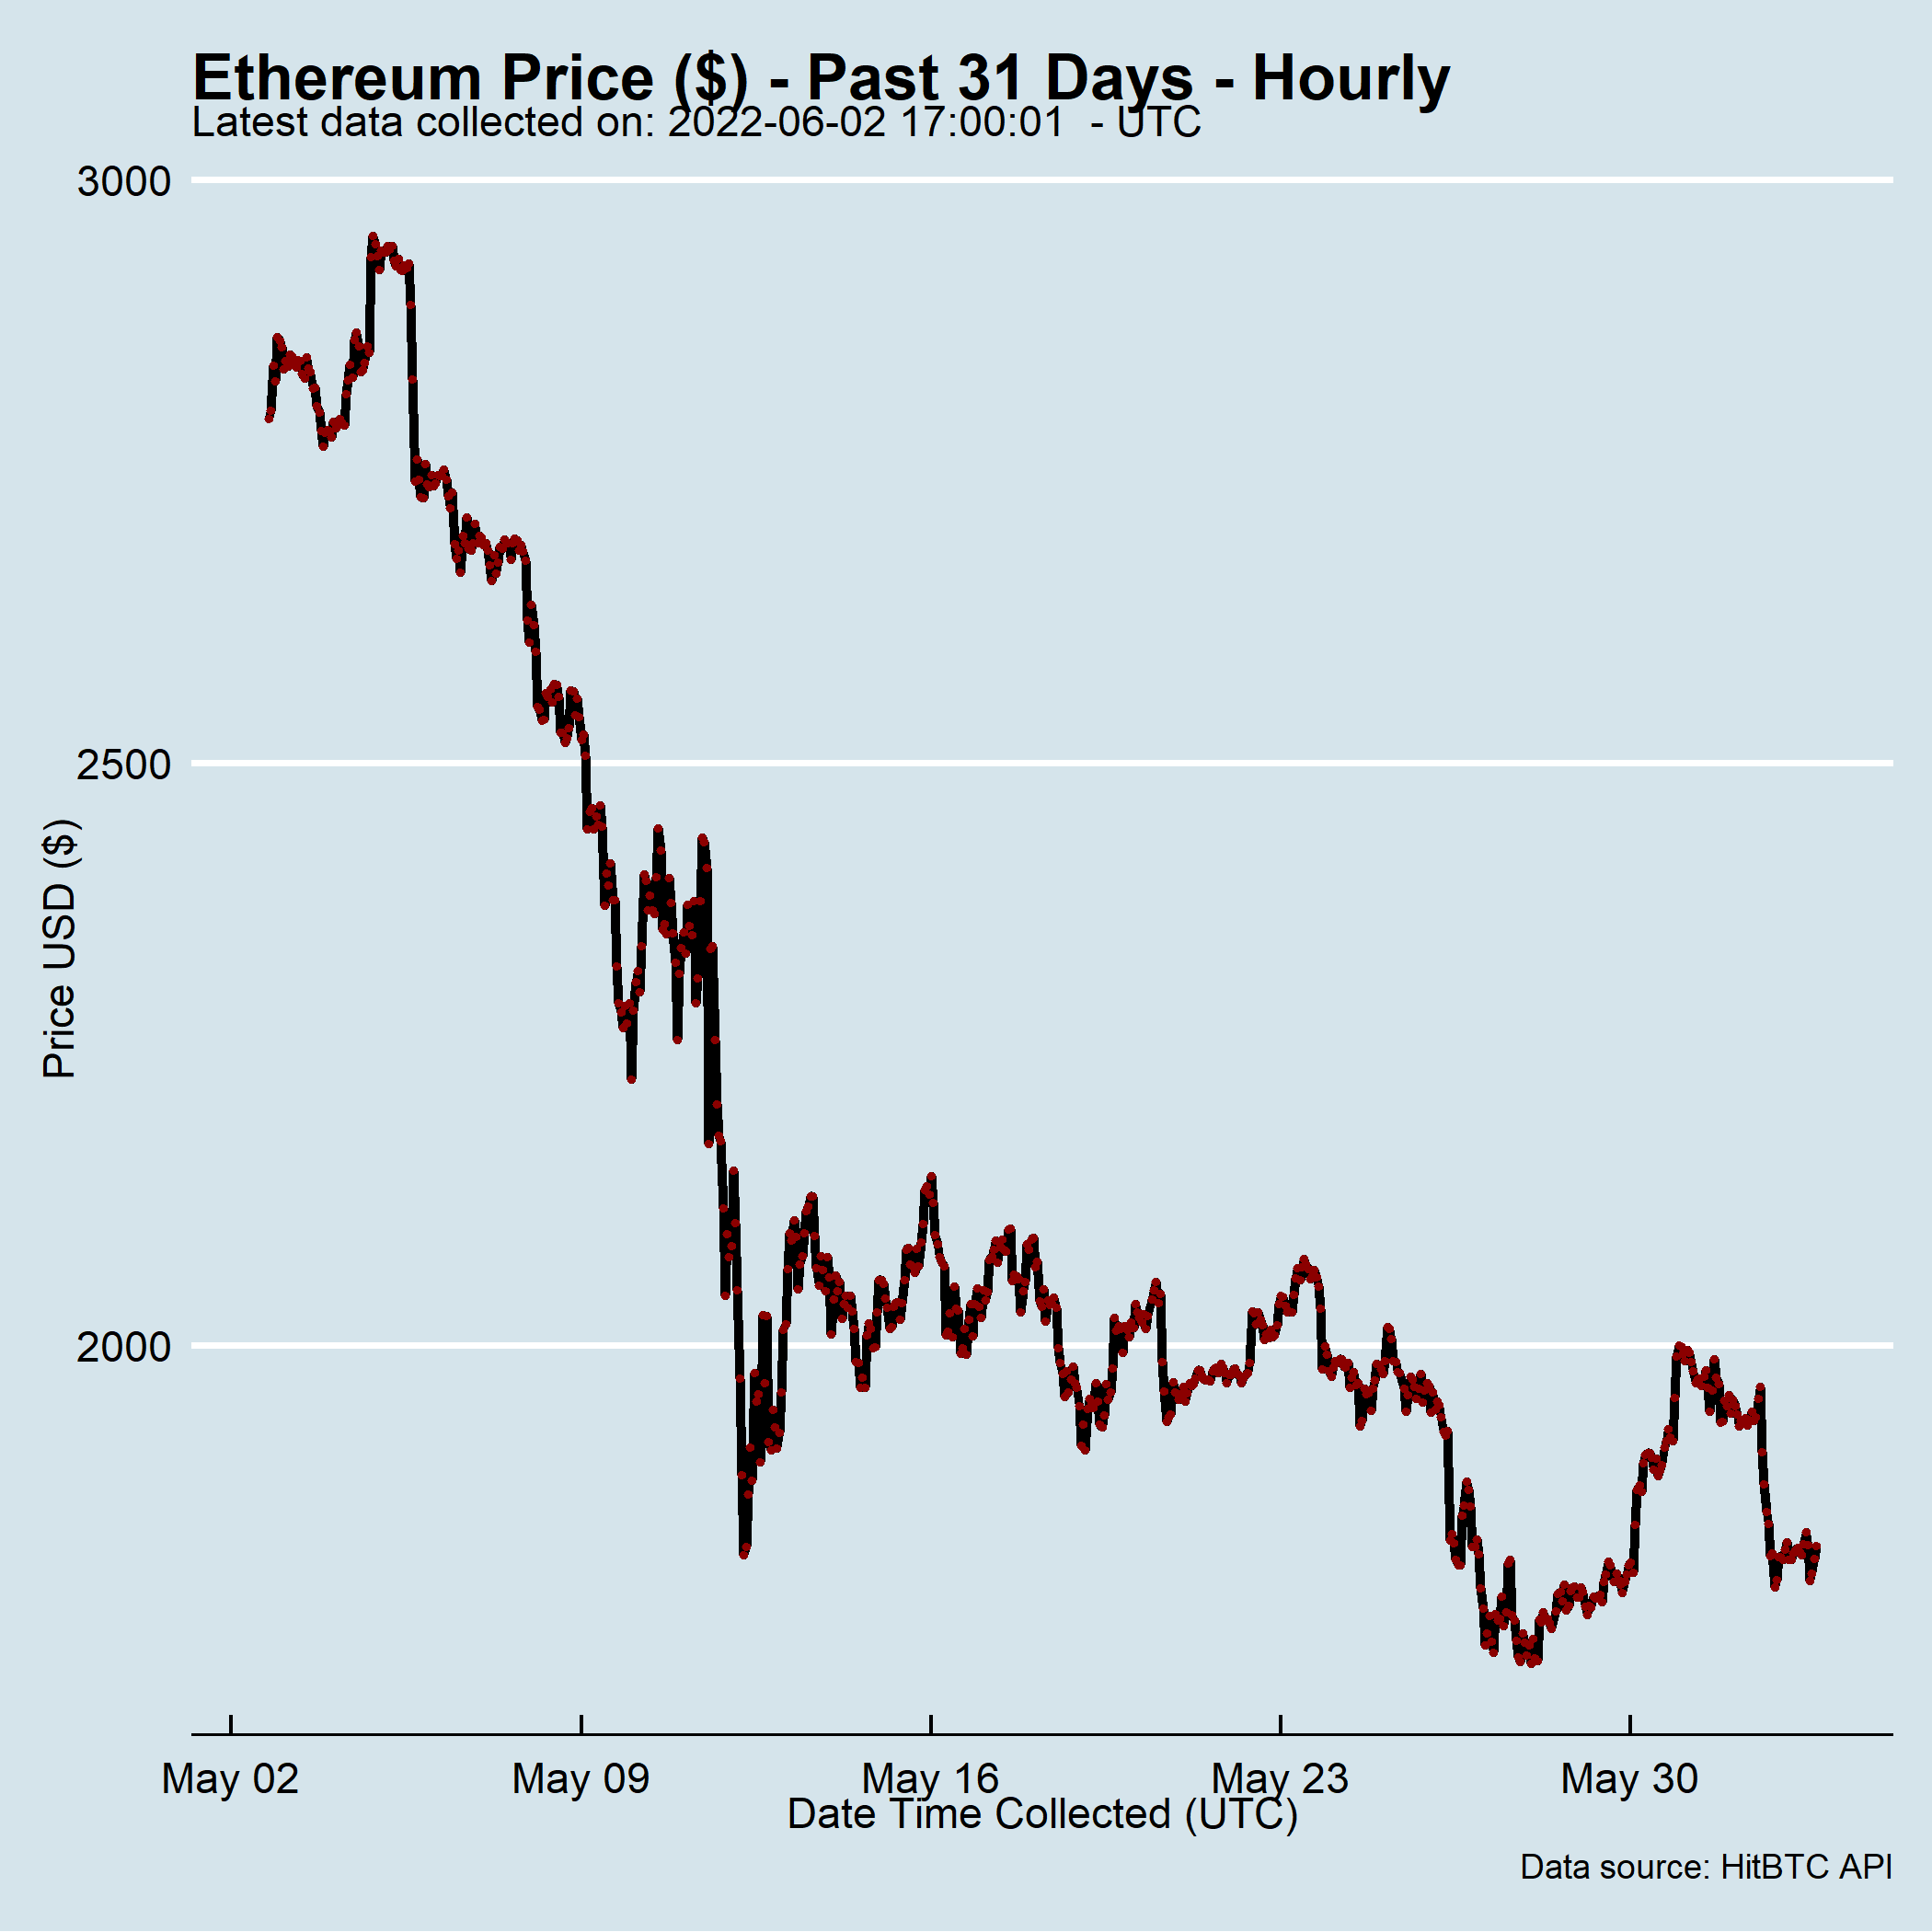 Ethereum Price ($) - Past 31 Days - Hourly
Latest data collected on: 2022-06-02 17:00:01  - UTC
3000
2500
2000
Price USD ($)
May 02
May 09
May 16
May 23
May 30
Date Time Collected (UTC)
Data source: HitBTC API